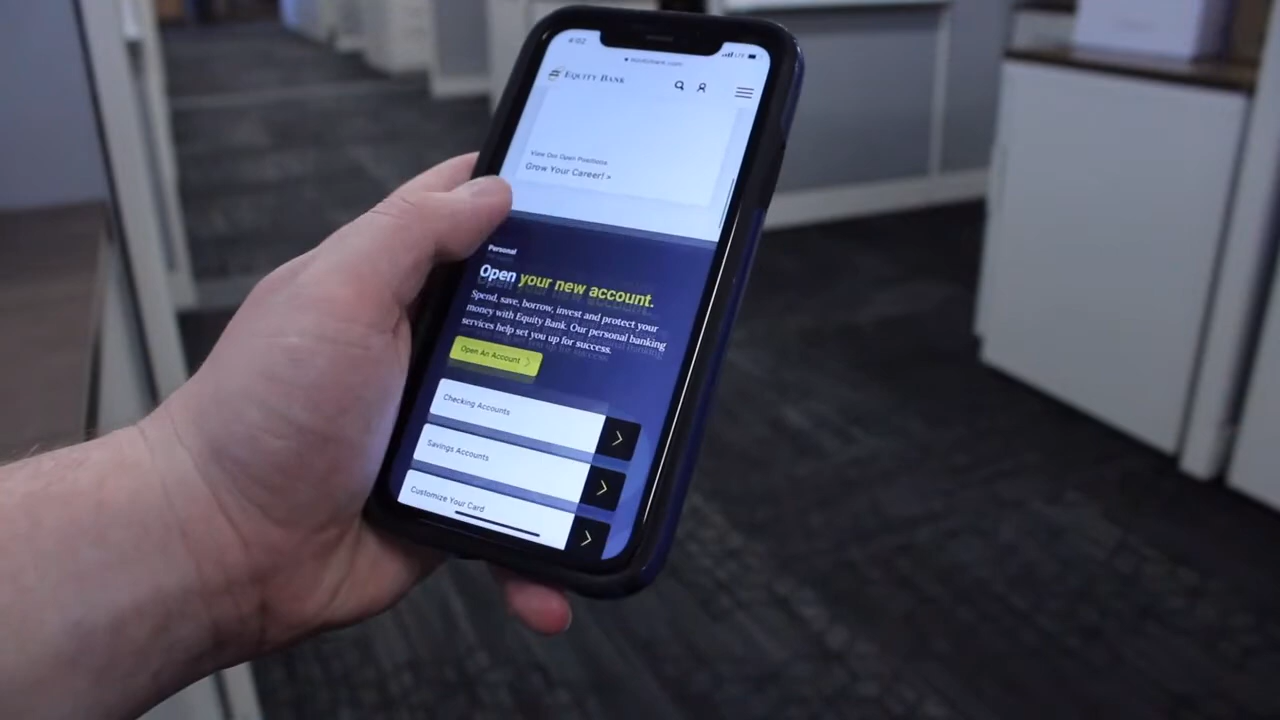 EQUITY BANK
View Our Open Positions
Grow Your Career! >
Personal
Open your new account.
Spend, save, borrow, invest and protect your
money with Equity Bank. Our personal banking
services help set you up for success.
Open An Account
Checking Accounts
Savings Accounts
Customize Your Card